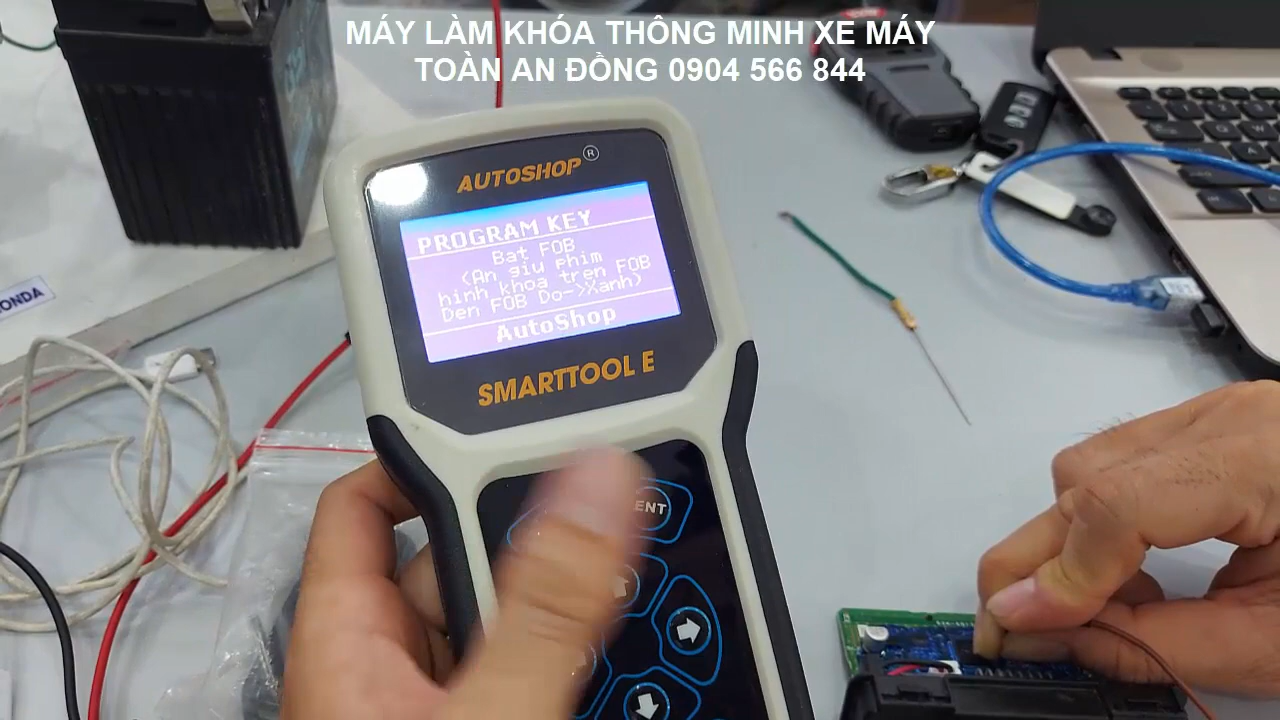 MÁY LÀM KHÓA THÔNG MINH XE MÁY
TOÀN AN ĐỒNG 0904 566 844
AUTOSHOP ®
PROGRAM KEY
Bat FOB
(An giu phim
hinh khoa tren FOB
Den FOB Do->Xanh)
AutoShop
SMARTTOOL E
ENT
ONDA